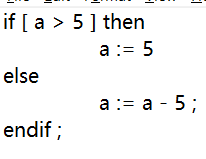 if [ a > 5 ] then
a := 5
else
a := a - 5 ;
endif ;